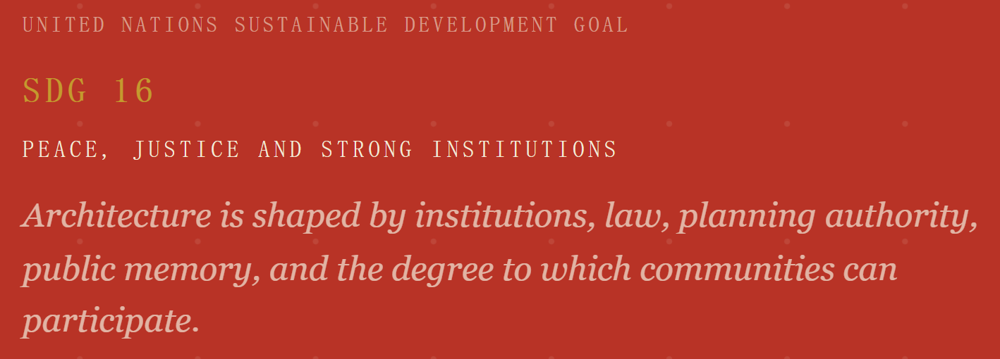 UNITED NATIONS SUSTAINABLE DEVELOPMENT GOAL
SDG 16
PEACE, JUSTICE AND STRONG INSTITUTIONS
Architecture is shaped by institutions, law, planning authority,
public memory, and the degree to which communities can
participate.